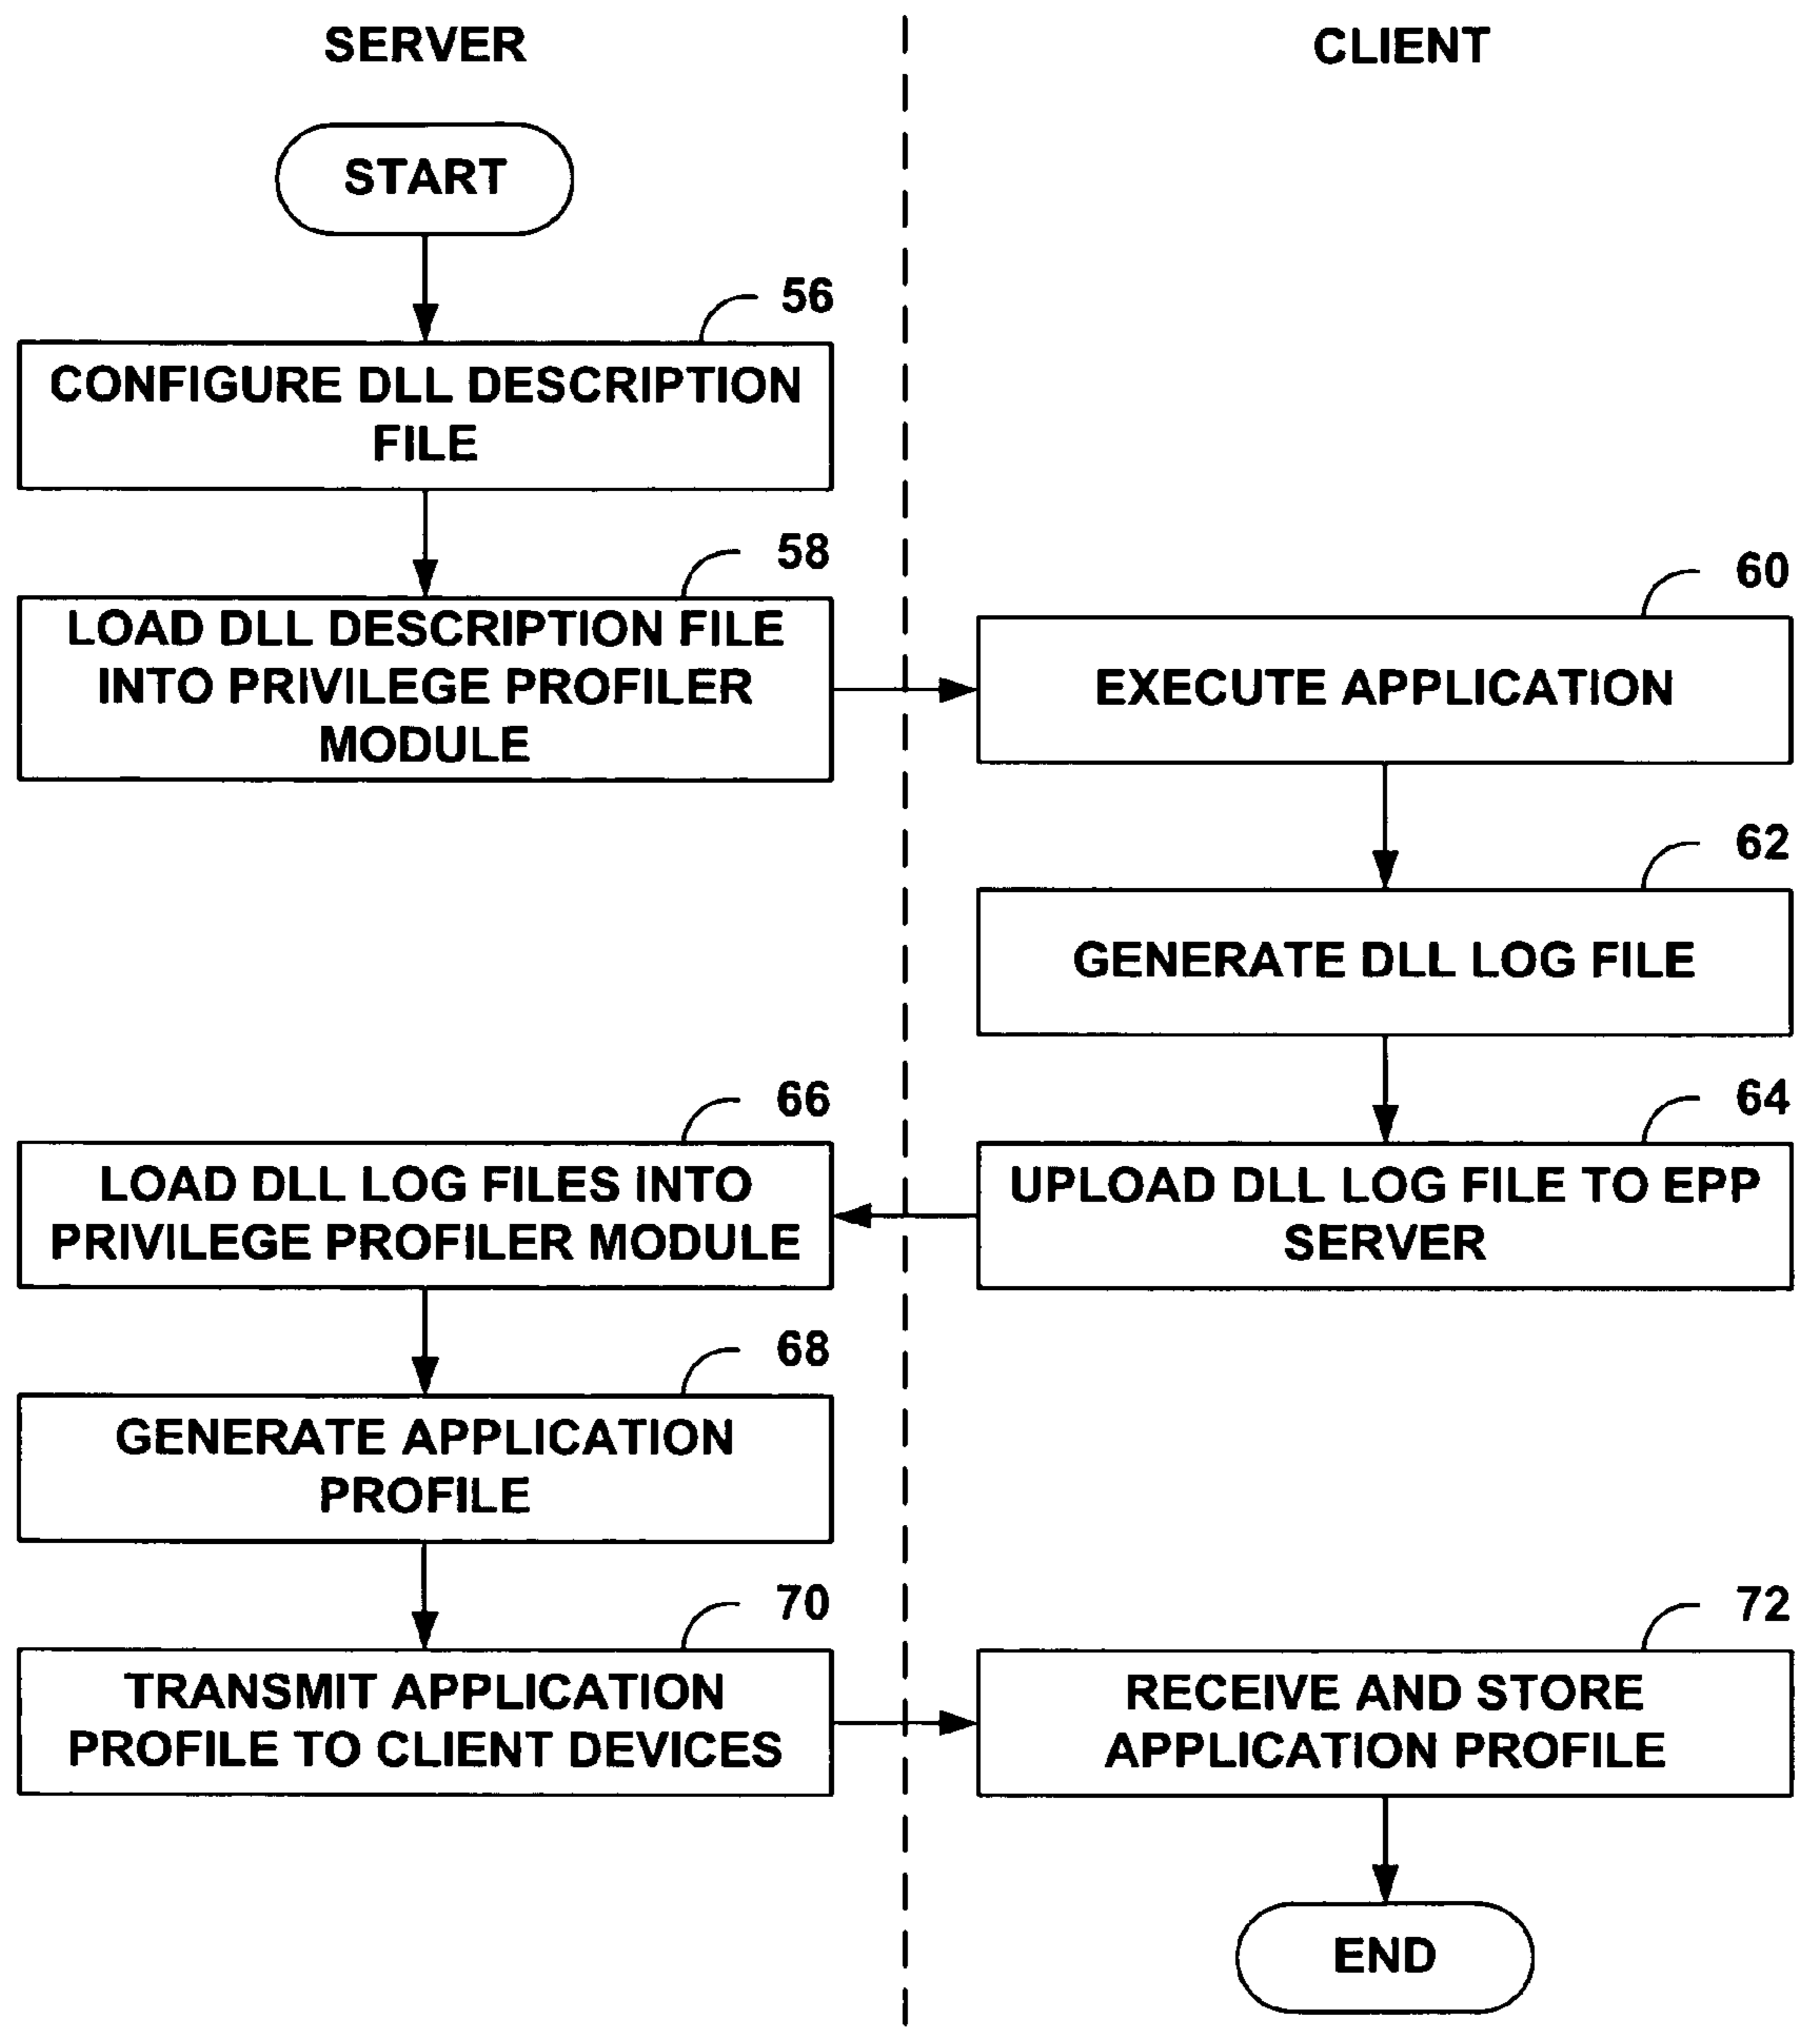 SERVER
CLIENT
START
56
CONFIGURE DLL DESCRIPTION
FILE
58
LOAD DLL DESCRIPTION FILE
INTO PRIVILEGE PROFILER
MODULE
60
EXECUTE APPLICATION
62
GENERATE DLL LOG FILE
64
UPLOAD DLL LOG FILE TO EPP
SERVER
66
LOAD DLL LOG FILES INTO
PRIVILEGE PROFILER MODULE
68
GENERATE APPLICATION
PROFILE
70
TRANSMIT APPLICATION
PROFILE TO CLIENT DEVICES
72
RECEIVE AND STORE
APPLICATION PROFILE
END